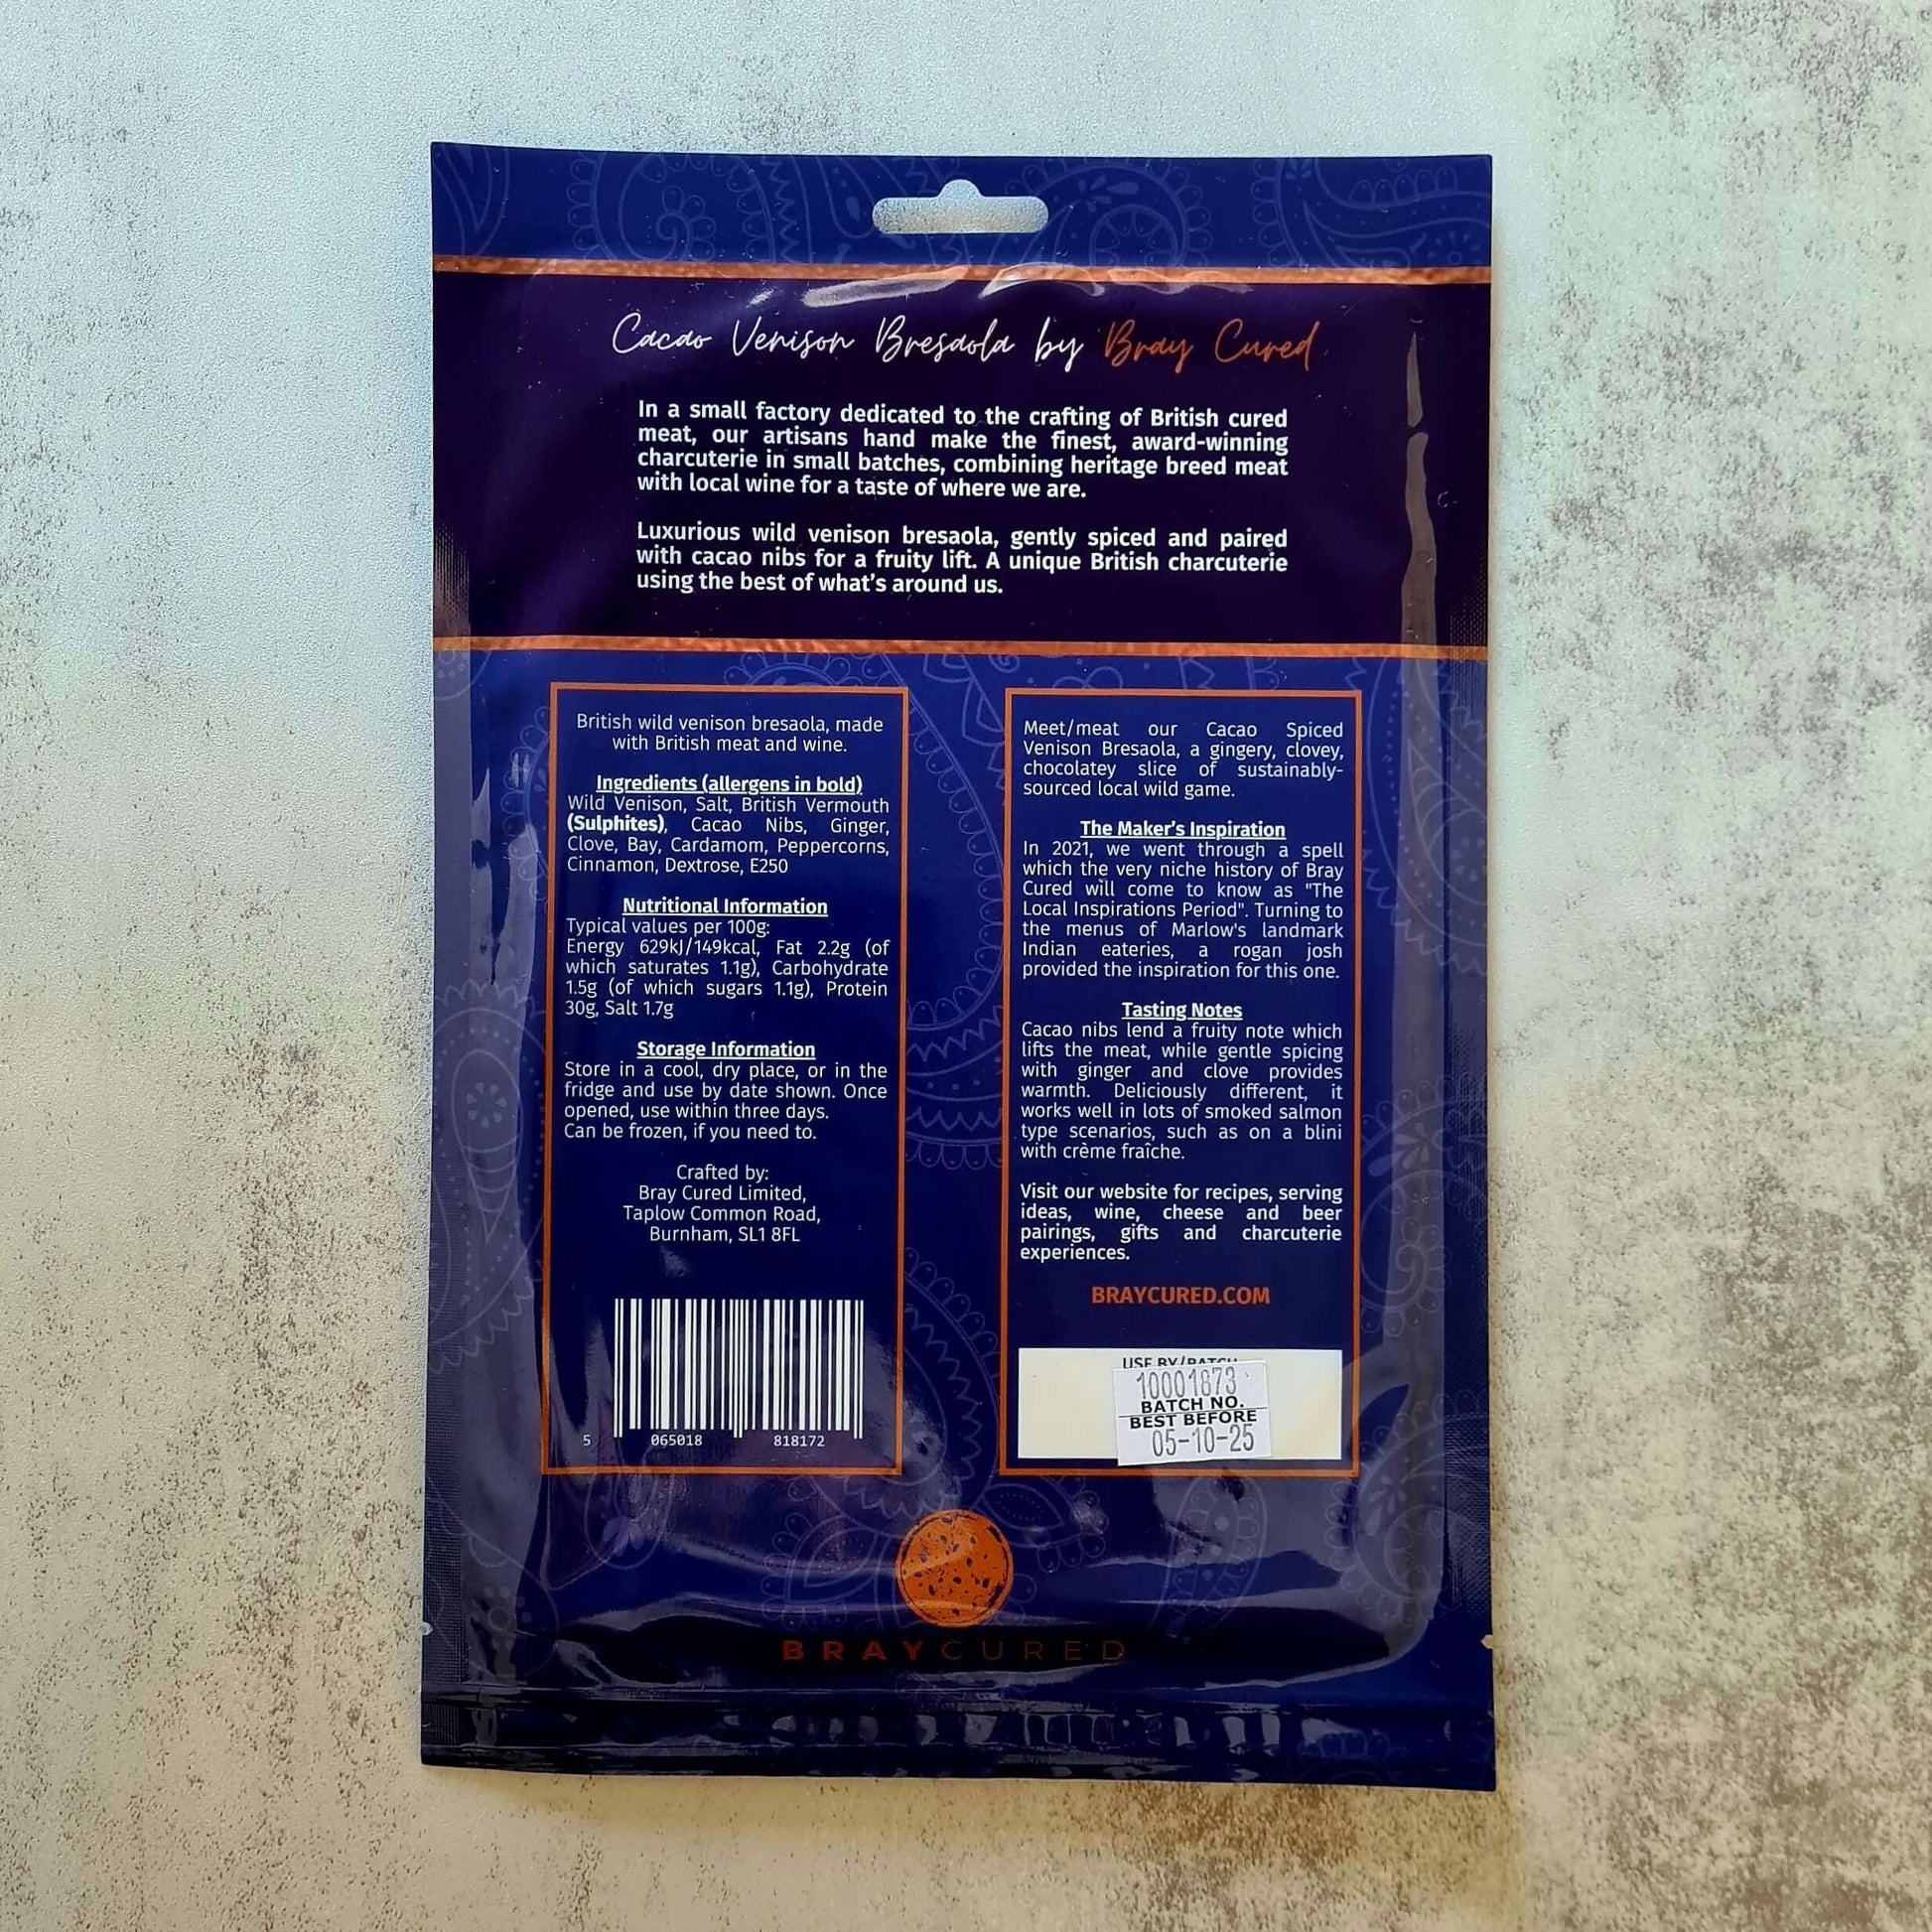 Cacao Venison Bresaola by Bray Cured
In a small factory dedicated to the crafting of British cured
meat, our artisans hand make the finest, award-winning
charcuterie in small batches, combining heritage breed meat
with local wine for a taste of where we are.
Luxurious wild venison bresaola, gently spiced and paired
with cacao nibs for a fruity lift. A unique British charcuterie
using the best of what's around us.
British wild venison bresaola, made
with British meat and wine.
Ingredients (allergens in bold)
Wild Venison, Salt, British Vermouth
(Sulphites), Cacao Nibs, Ginger,
Clove, Bay, Cardamom, Peppercorns,
Cinnamon, Dextrose, E250
Nutritional Information
Typical values per 100g:
Energy 629kJ/149kcal, Fat 2.2g (of
which saturates 1.1g), Carbohydrate
1.5g (of which sugars 1.1g), Protein
30g, Salt 1.7g
Storage Information
Store in a cool, dry place, or in the
fridge and use by date shown. Once
opened, use within three days.
Can be frozen, if you need to.
Crafted by:
Bray Cured Limited,
Taplow Common Road,
Burnham, SL1 8FL
5 065018 818172
Meet/meat our Cacao Spiced
Venison Bresaola, a gingery, clovey,
chocolatey slice of sustainably-
sourced local wild game.
The Maker's Inspiration
In 2021, we went through a spell
which the very niche history of Bray
Cured will come to know as "The
Local Inspirations Period". Turning to
the menus of Marlow's landmark
Indian eateries, a rogan josh
provided the inspiration for this one.
Tasting Notes
Cacao nibs lend a fruity note which
lifts the meat, while gentle spicing
with ginger and clove provides
warmth. Deliciously different, it
works well in lots of smoked salmon
type scenarios, such as on a blini
with crème fraîche.
Visit our website for recipes, serving
ideas, wine, cheese and beer
pairings, gifts and charcuterie
experiences.
BRAYCURED.COM
USE BY/BATCH
10001873
BATCH NO.
BEST BEFORE
05-10-25
BRAYCURED